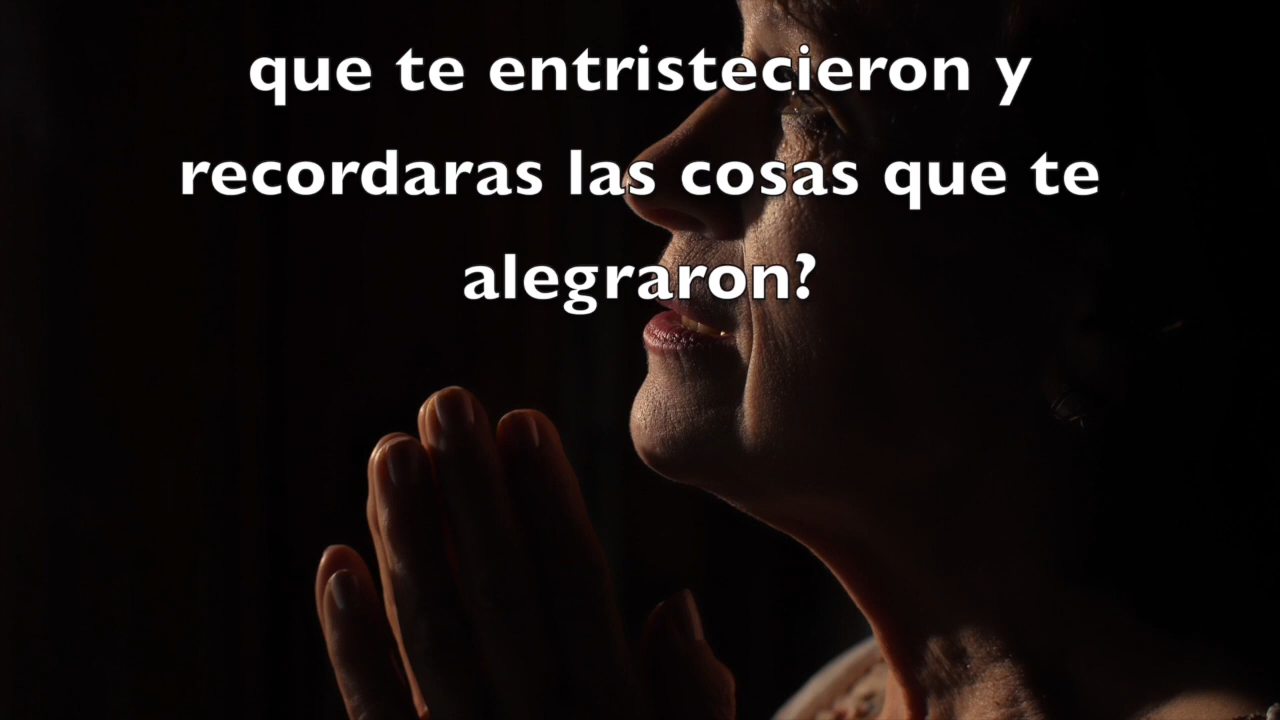 que te entristecieron y
recordaras las cosas que te
alegraron?